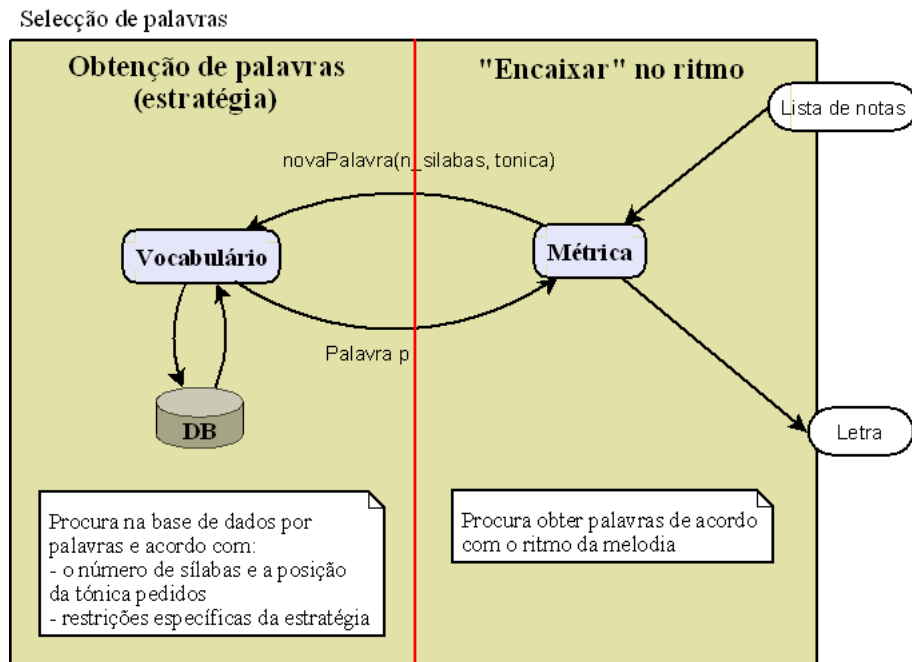 Selecção de palavras
Obtenção de palavras
(estratégia)
"Encaixar" no ritmo
Lista de notas
novaPalavra(n_silabas, tonica)
Vocabulário
Métrica
Palavra p
DB
Letra
Procura na base de dados por
palavras e acordo com:
- o número de sílabas e a posição
da tónica pedidos
- restrições específicas da estratégia
Procura obter palavras de acordo
com o ritmo da melodia